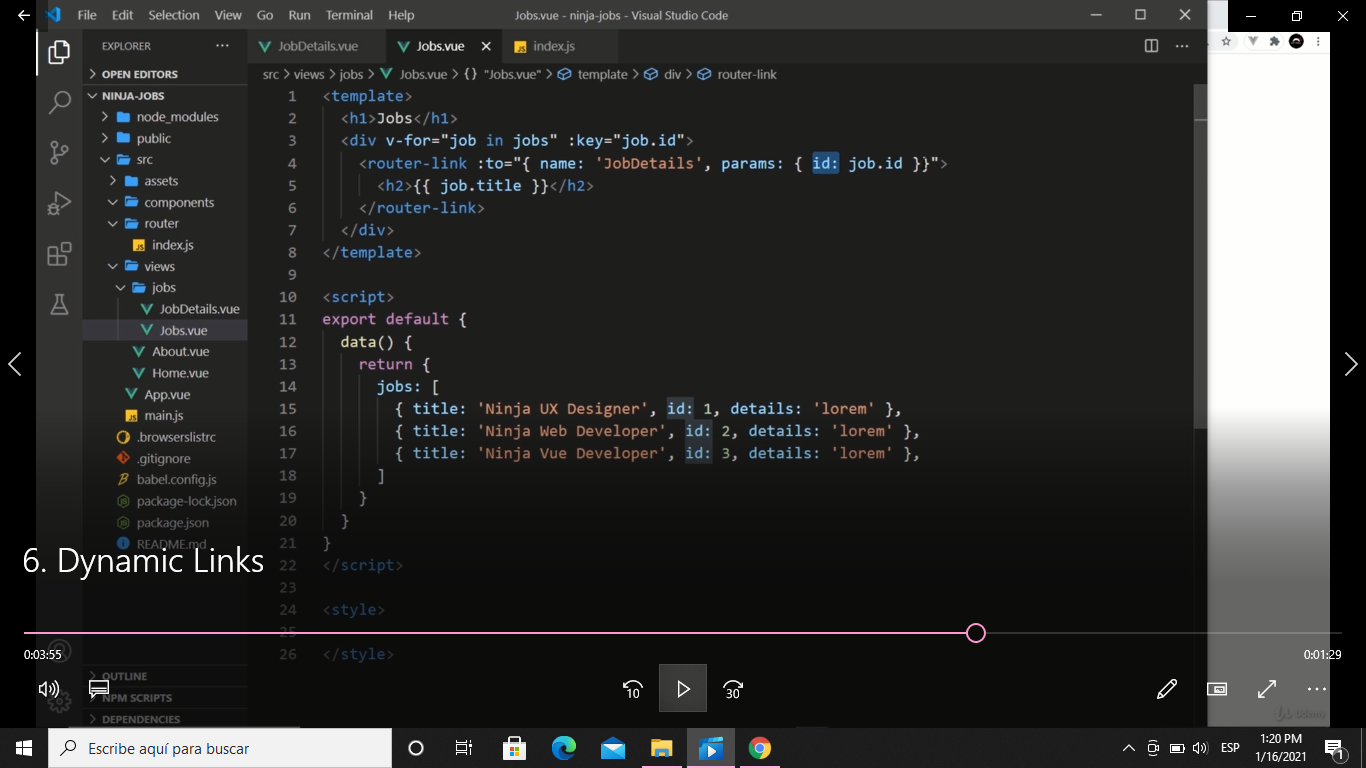 File Edit Selection View Go Run Terminal Help Jobs.vue - ninja-jobs - Visual Studio Code
EXPLORER ... JobDetails.vue Jobs.vue index.js
OPEN EDITORS
src > views > jobs > Jobs.vue > {} "Jobs.vue" > template > div > router-link
NINJA-JOBS
node_modules
public
src
assets
components
router
index.js
views
jobs
JobDetails.vue
Jobs.vue
About.vue
Home.vue
App.vue
main.js
.browserslistrc
.gitignore
babel.config.js
package-lock.json
package.json
README.md
1 <template>
2 <h1>Jobs</h1>
3 <div v-for="job in jobs" :key="job.id">
4 <router-link :to="{ name: 'JobDetails', params: { id: job.id }}">
5 <h2>{{ job.title }}</h2>
6 </router-link>
7 </div>
8 </template>
9
10 <script>
11 export default {
12 data() {
13 return {
14 jobs: [
15 { title: 'Ninja UX Designer', id: 1, details: 'lorem' },
16 { title: 'Ninja Web Developer', id: 2, details: 'lorem' },
17 { title: 'Ninja Vue Developer', id: 3, details: 'lorem' },
18 ]
19 }
20 }
21 }
22 </script>
23
24 <style>
25
26 </style>
6. Dynamic Links
0:03:55
0:01:29
OUTLINE
NPM SCRIPTS
DEPENDENCIES
10
30
Udemy
Escribe aquí para buscar
ESP
1:20 PM
1/16/2021
1